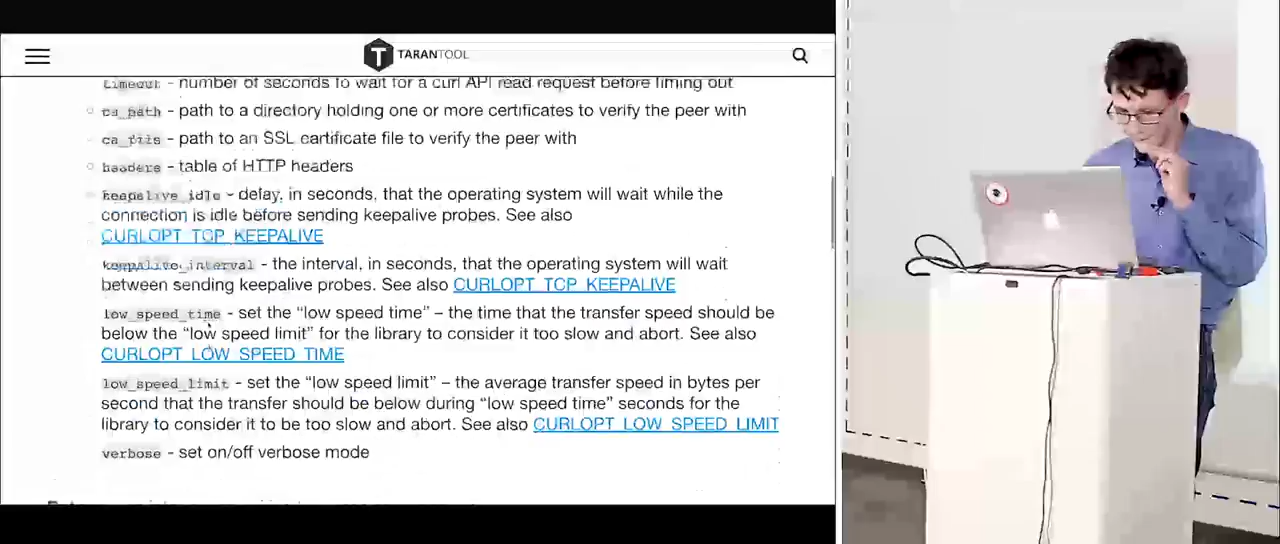 TARANTOOL
timeout - number of seconds to wait for a curl API read request before timing out
ca_path - path to a directory holding one or more certificates to verify the peer with
ca_file - path to an SSL certificate file to verify the peer with
headers - table of HTTP headers
keepalive_idle - delay, in seconds, that the operating system will wait while the
connection is idle before sending keepalive probes. See also
CURLOPT_TCP_KEEPALIVE
keepalive_interval - the interval, in seconds, that the operating system will wait
between sending keepalive probes. See also CURLOPT_TCP_KEEPALIVE
low_speed_time - set the “low speed time” – the time that the transfer speed should be
below the “low speed limit” for the library to consider it too slow and abort. See also
CURLOPT_LOW_SPEED_TIME
low_speed_limit - set the “low speed limit” – the average transfer speed in bytes per
second that the transfer should be below during “low speed time” seconds for the
library to consider it to be too slow and abort. See also CURLOPT_LOW_SPEED_LIMIT
verbose - set on/off verbose mode